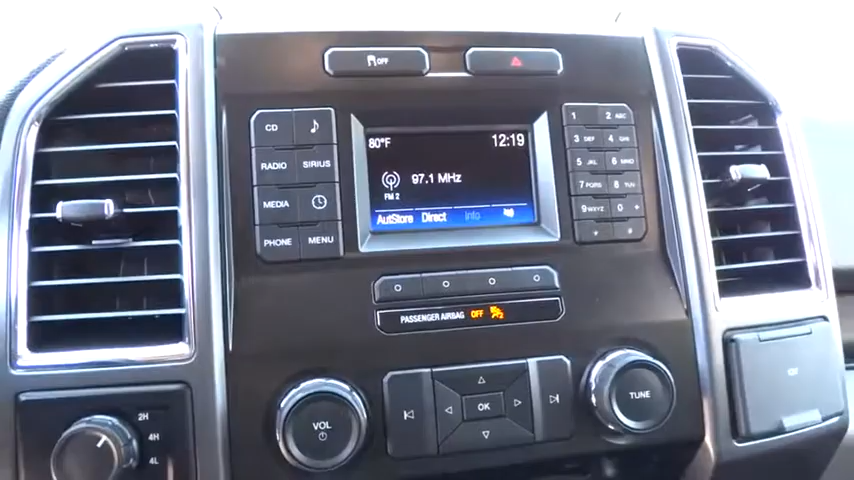 OFF
CD
RADIO SIRIUS
MEDIA
PHONE MENU
80°F 12:19
97.1 MHz
FM 2
AutStore Direct Info
1 2 ABC
3 DEF 4 GHI
5 JKL 6 MNO
7 PQRS 8 TUV
9 WXYZ 0
* #
PASSENGER AIRBAG OFF
VOL
OK
TUNE
2H
4H
4L
OFF